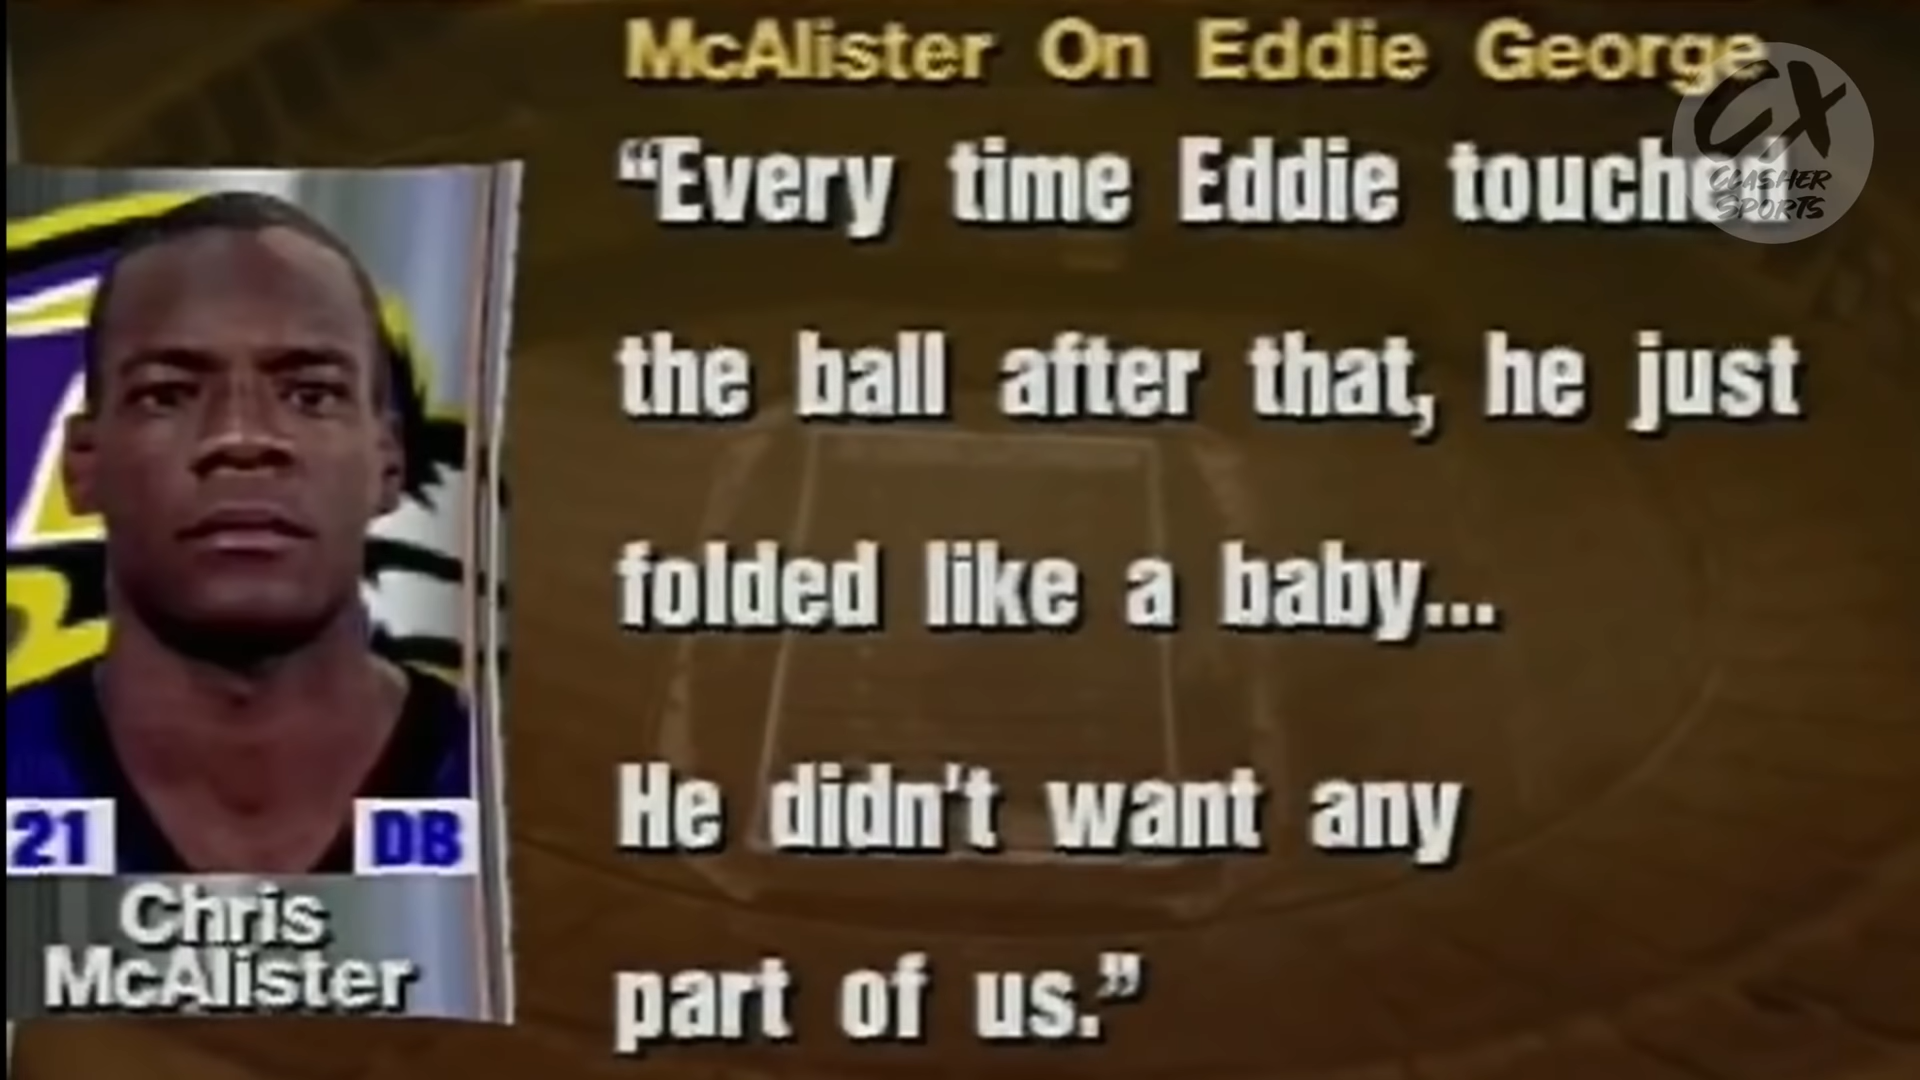 McAlister On Eddie George
“Every time Eddie touched
the ball after that, he just
folded like a baby...
He didn't want any
part of us.”
CX
CLASHER
SPORTS
21
DB
Chris
McAlister